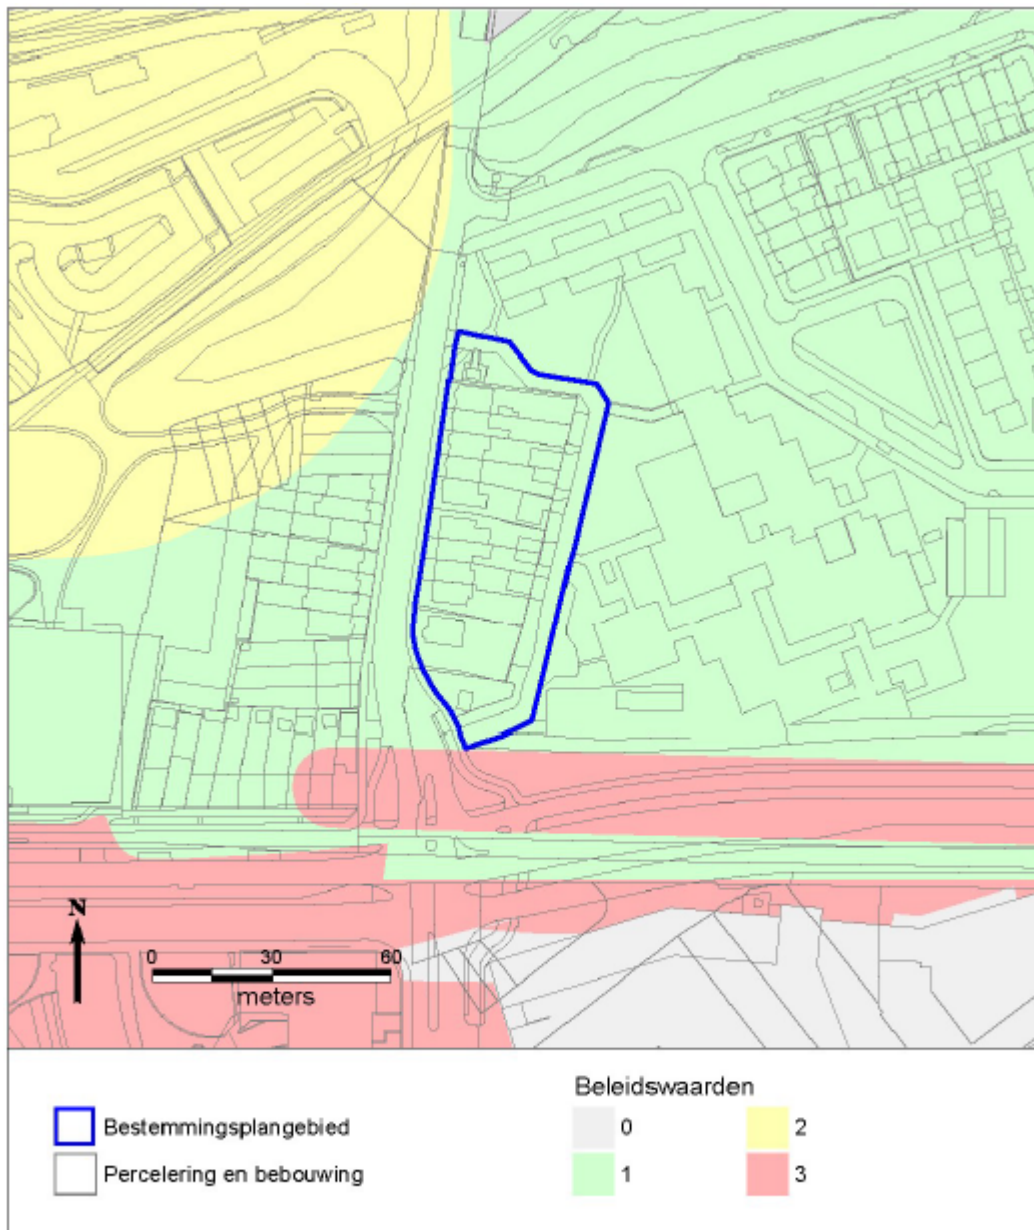 N
0 30 60
meters
Beleidswaarden
Bestemmingsplangebied
0 2
Percelering en bebouwing
1 3